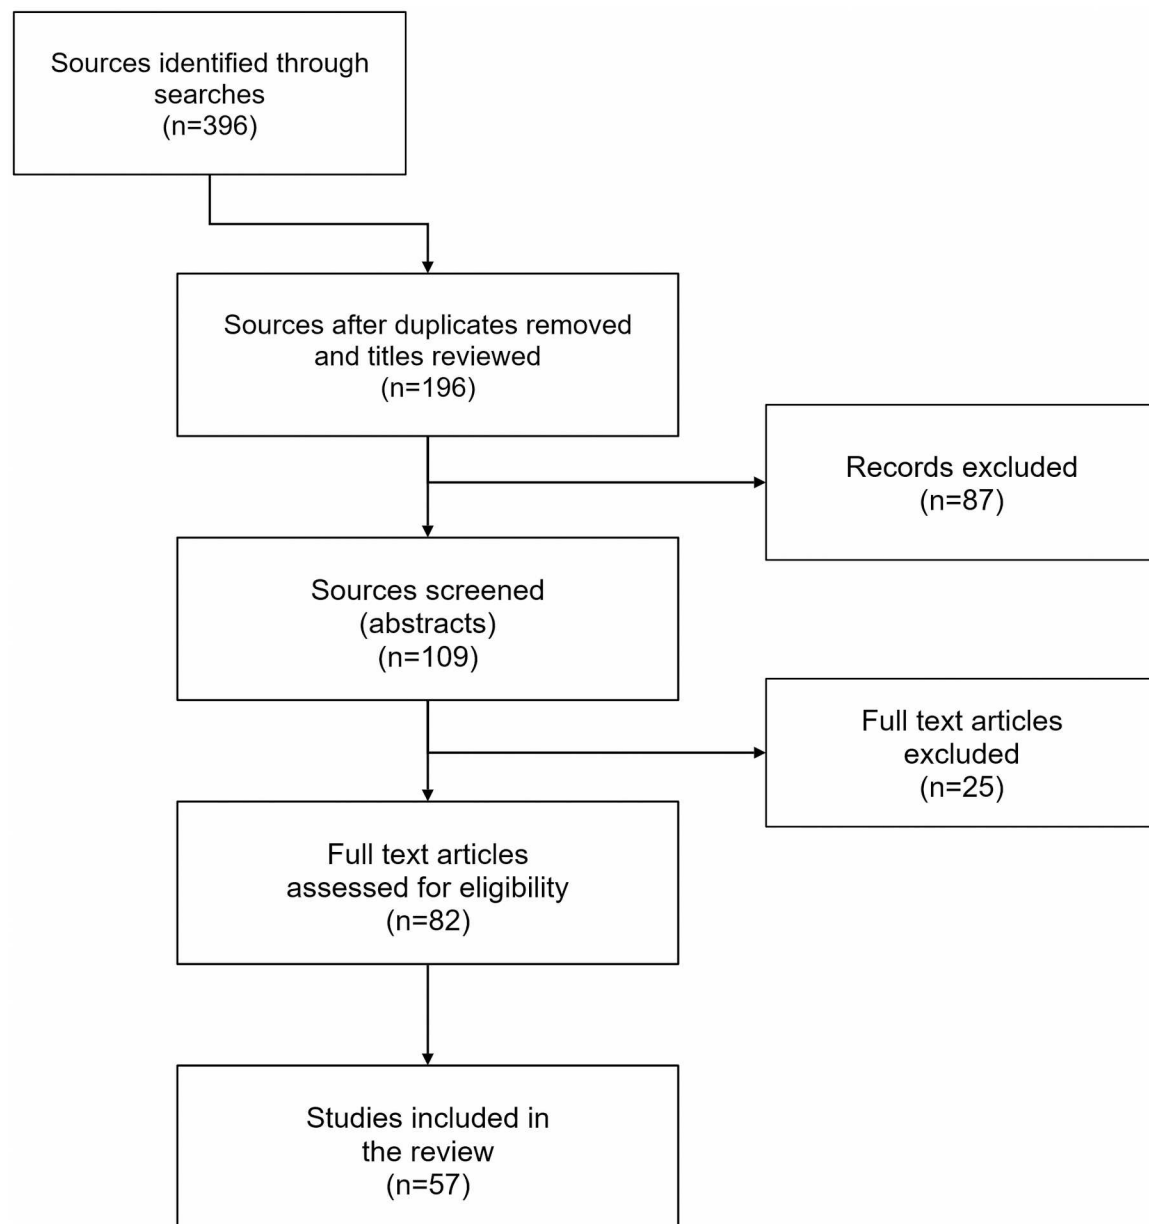 Sources identified through
searches
(n=396)
Sources after duplicates removed
and titles reviewed
(n=196)
Records excluded
(n=87)
Sources screened
(abstracts)
(n=109)
Full text articles
excluded
(n=25)
Full text articles
assessed for eligibility
(n=82)
Studies included in
the review
(n=57)